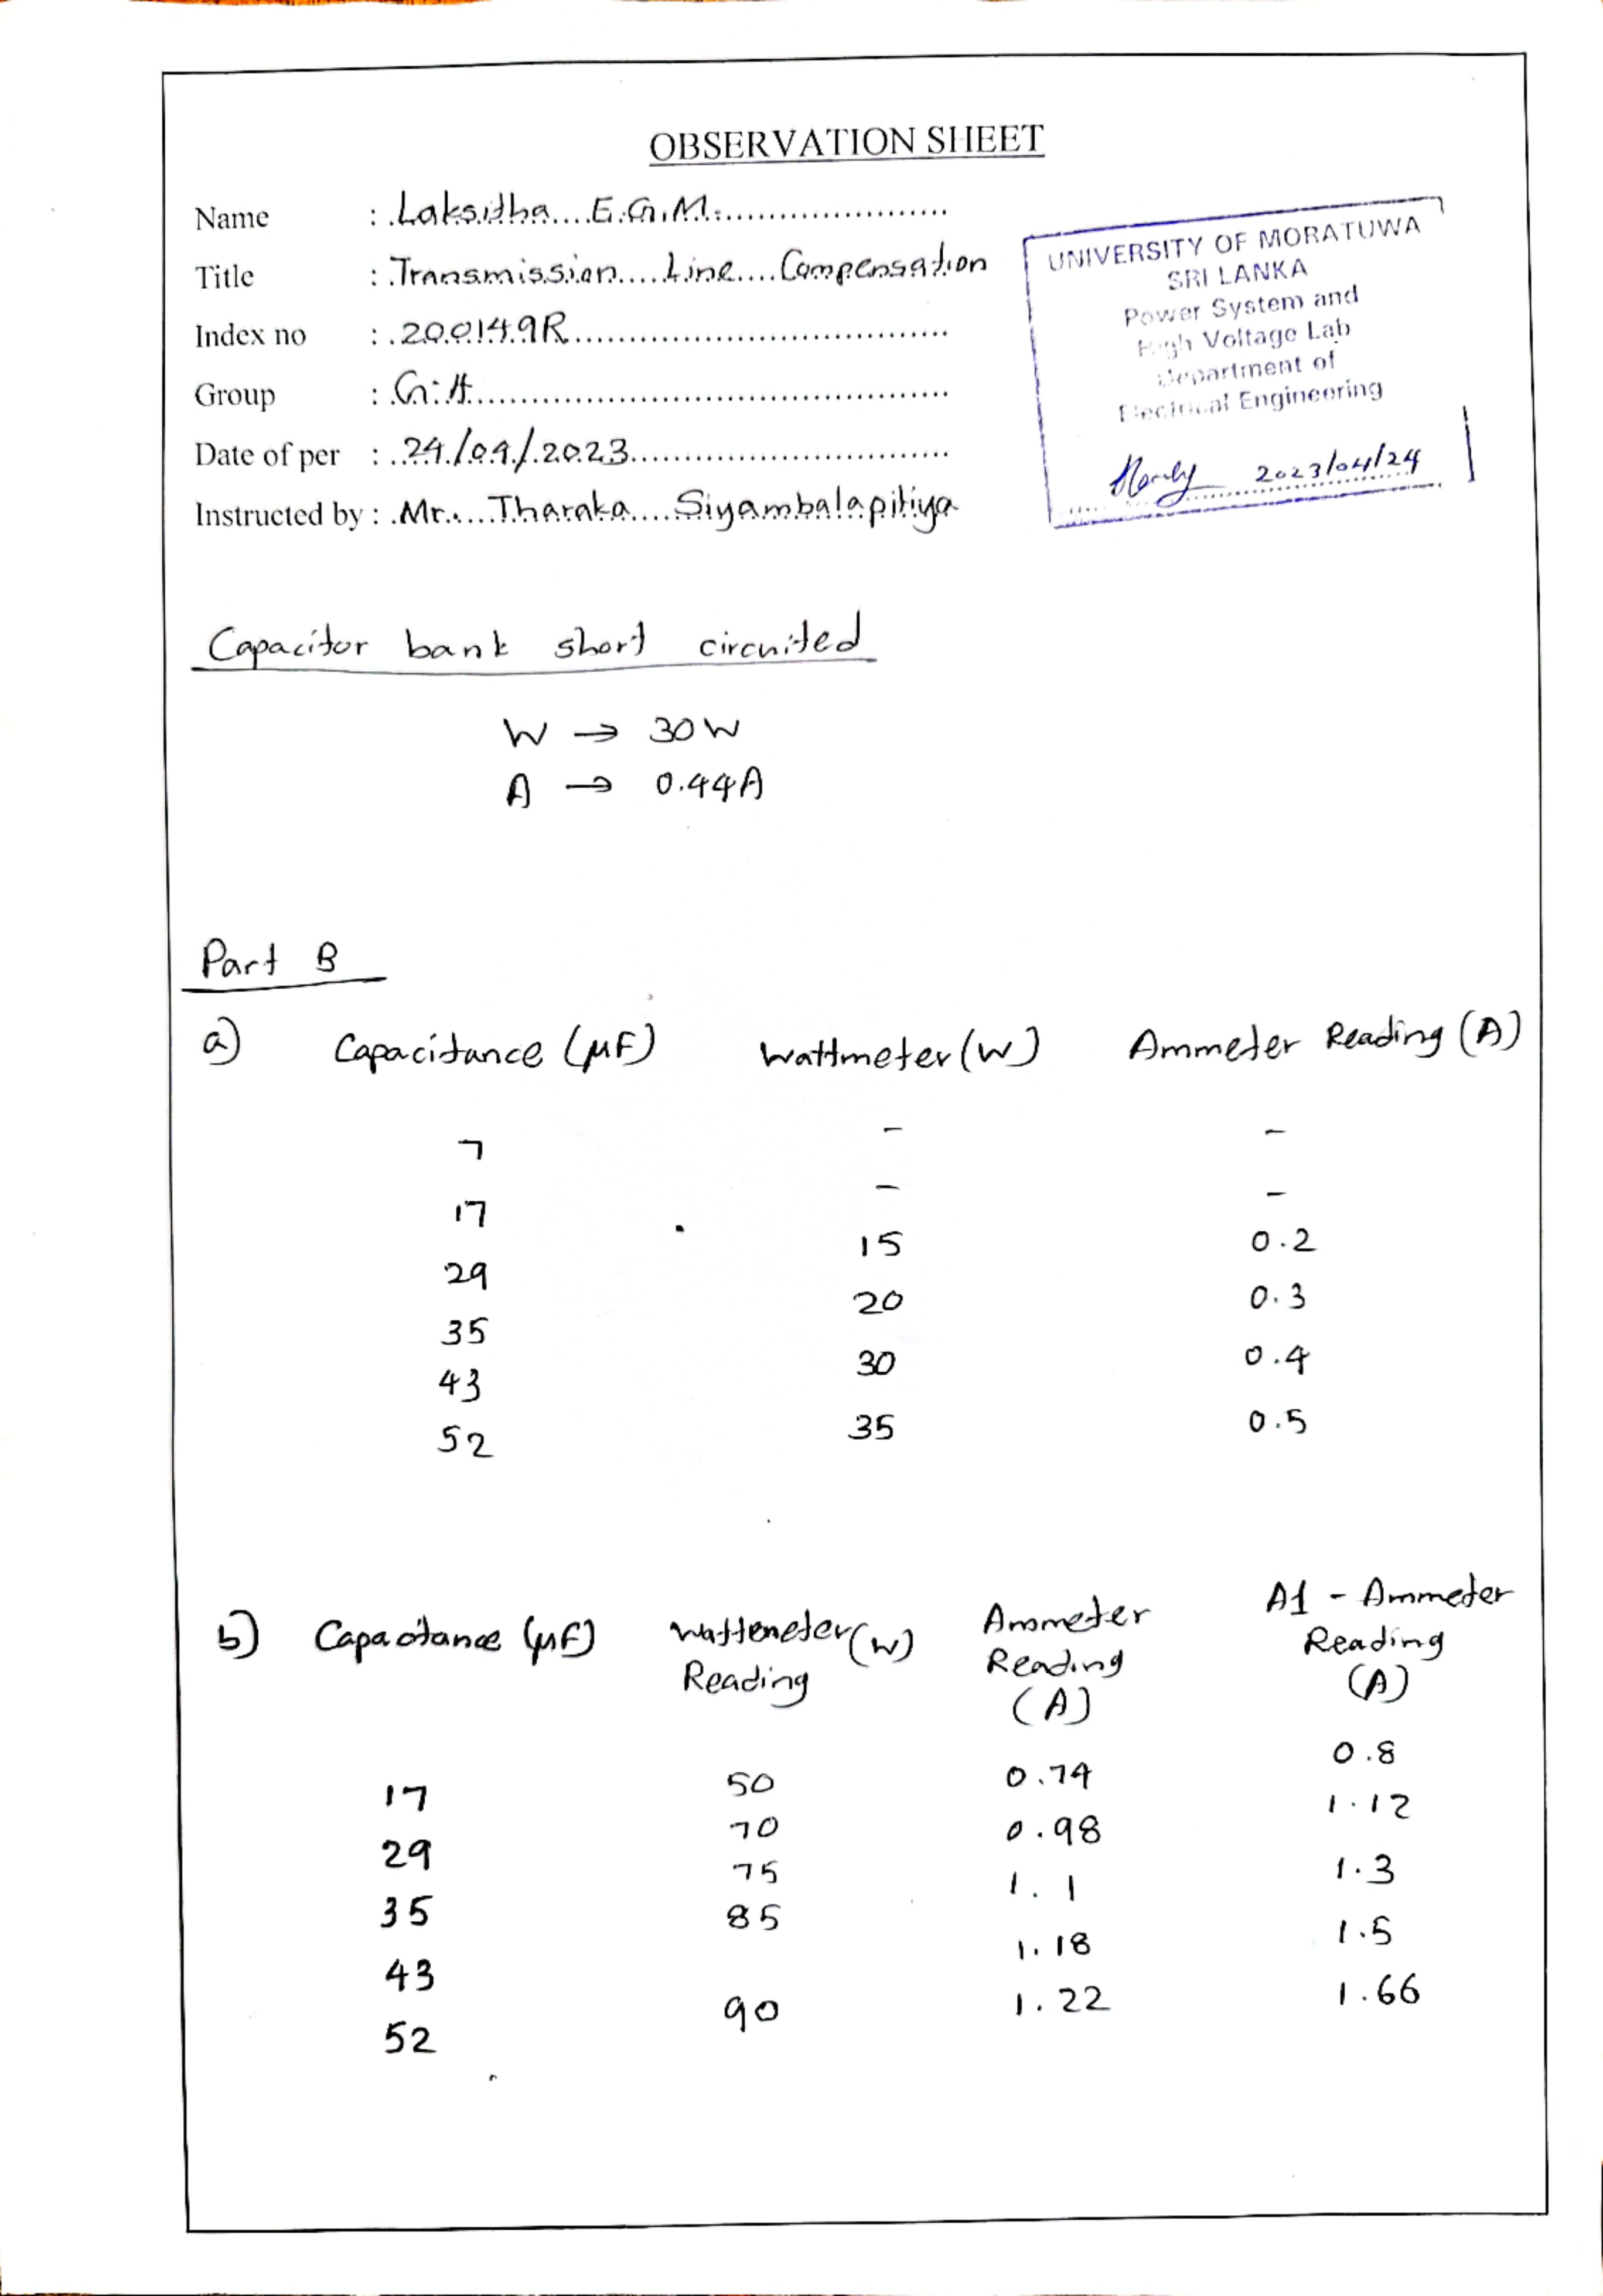 OBSERVATION SHEET
Name : Laksitha E.G.M.
Title : Transmission Line Compensation
Index no : 200149R
Group : G:4
Date of per : 24/04/2023
Instructed by : Mr. Tharaka Siyambalapitiya
UNIVERSITY OF MORATUWA
SRI LANKA
Power System and
High Voltage Lab
Department of
Electrical Engineering
2023/04/24
Capacitor bank short circuited
W → 30W
A → 0.44A
Part B
a) Capacitance (μF) Wattmeter (W) Ammeter Reading (A)
7 - -
17 - -
29 15 0.2
35 20 0.3
43 30 0.4
52 35 0.5
b) Capacitance (μF) Watteneter (W) Reading Ammeter Reading (A) A1 - Ammeter Reading (A)
17 50 0.74 0.8
29 70 0.98 1.12
35 75 1.1 1.3
43 85 1.18 1.5
52 90 1.22 1.66